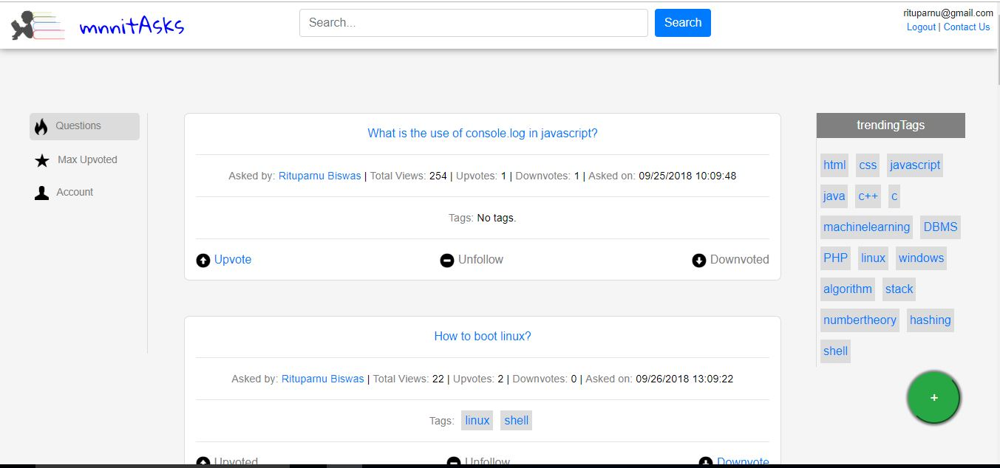 mnnitAsks
Search...
Search
rituparnu@gmail.com
Logout | Contact Us
Questions
Max Upvoted
Account
What is the use of console.log in javascript?
Asked by: Rituparnu Biswas | Total Views: 254 | Upvotes: 1 | Downvotes: 1 | Asked on: 09/25/2018 10:09:48
Tags: No tags.
Upvote Unfollow Downvoted
How to boot linux?
Asked by: Rituparnu Biswas | Total Views: 22 | Upvotes: 2 | Downvotes: 0 | Asked on: 09/26/2018 13:09:22
Tags: linux shell
Upvoted Unfollow Downvote
trendingTags
html css javascript
java c++ c
machinelearning DBMS
PHP linux windows
algorithm stack
numbertheory hashing
shell
+